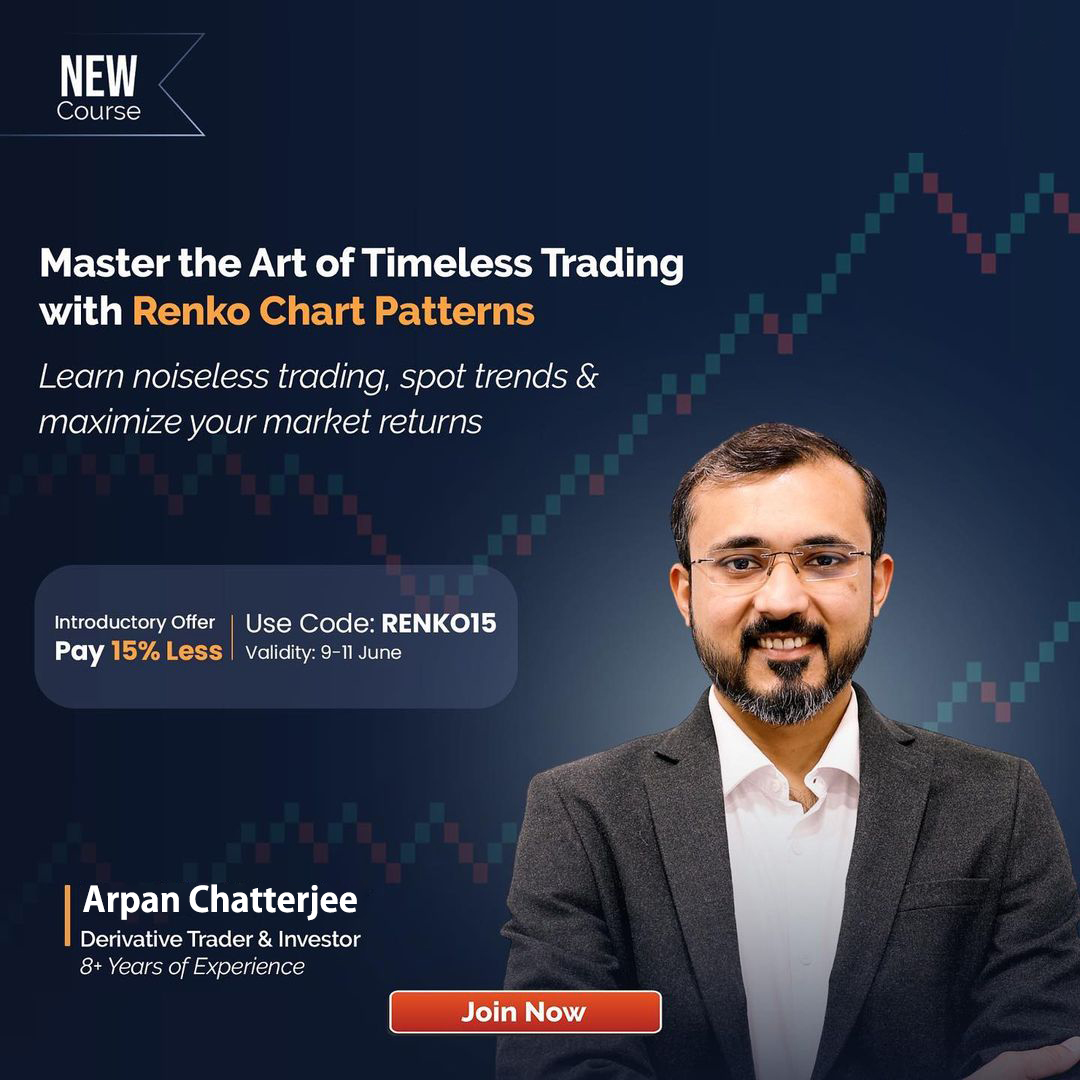 NEW
Course
Master the Art of Timeless Trading
with Renko Chart Patterns
Learn noiseless trading, spot trends &
maximize your market returns
Introductory Offer
Pay 15% Less
Use Code: RENKO15
Validity: 9-11 June
Arpan Chatterjee
Derivative Trader & Investor
8+ Years of Experience
Join Now